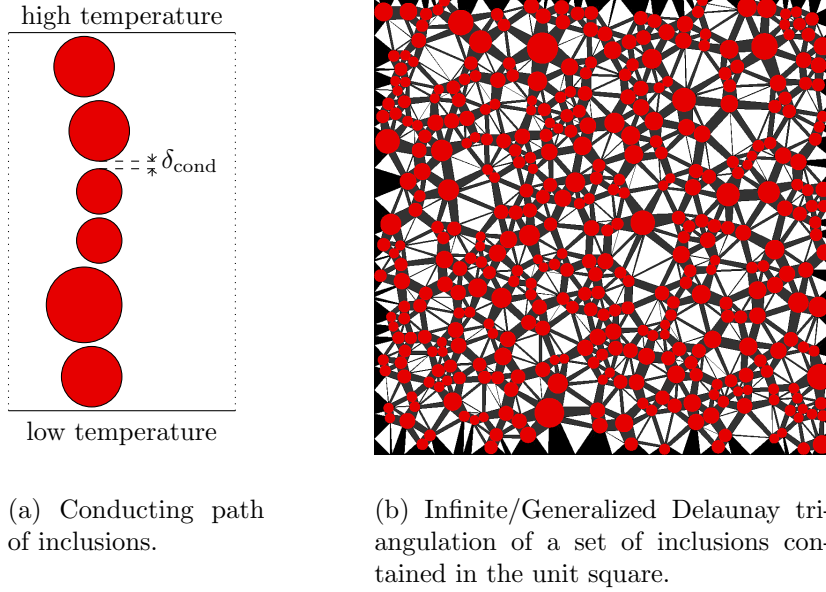 high temperature
δcond
low temperature
(a) Conducting path
of inclusions.
(b) Infinite/Generalized Delaunay tri-
angulation of a set of inclusions con-
tained in the unit square.